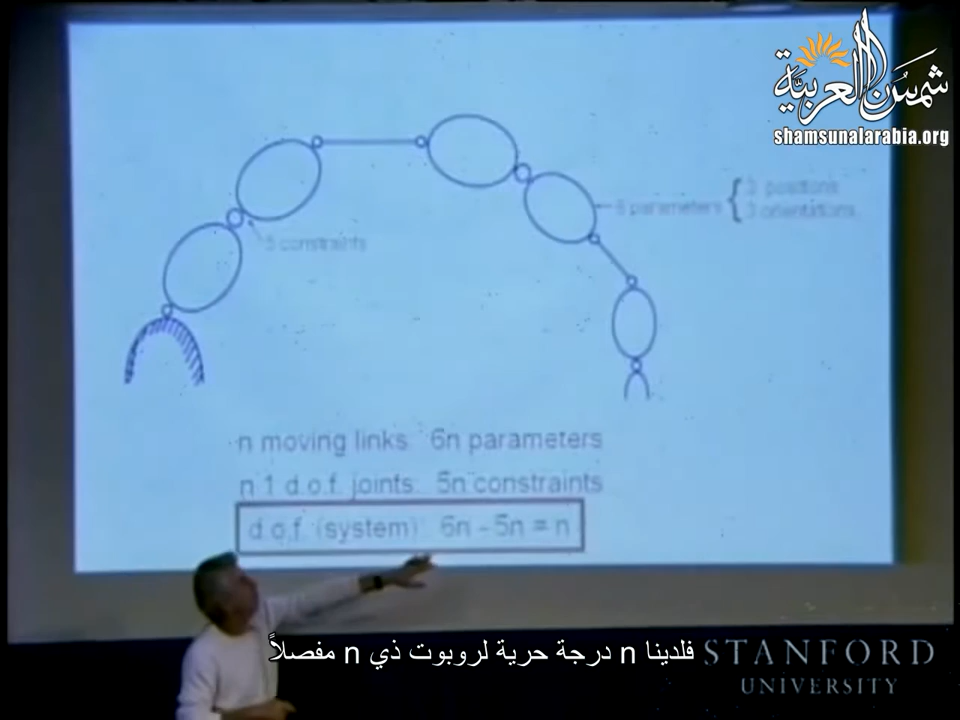 شمس العربية
shamsunalarabia.org
3 positions
6 parameters
3 orientations
5 constraints
n moving links: 6n parameters
n 1 d.o.f. joints: 5n constraints
d.o.f. (system): 6n - 5n = n
فلدينا n درجة حرية لروبوت ذي n مفصلاً
STANFORD
UNIVERSITY